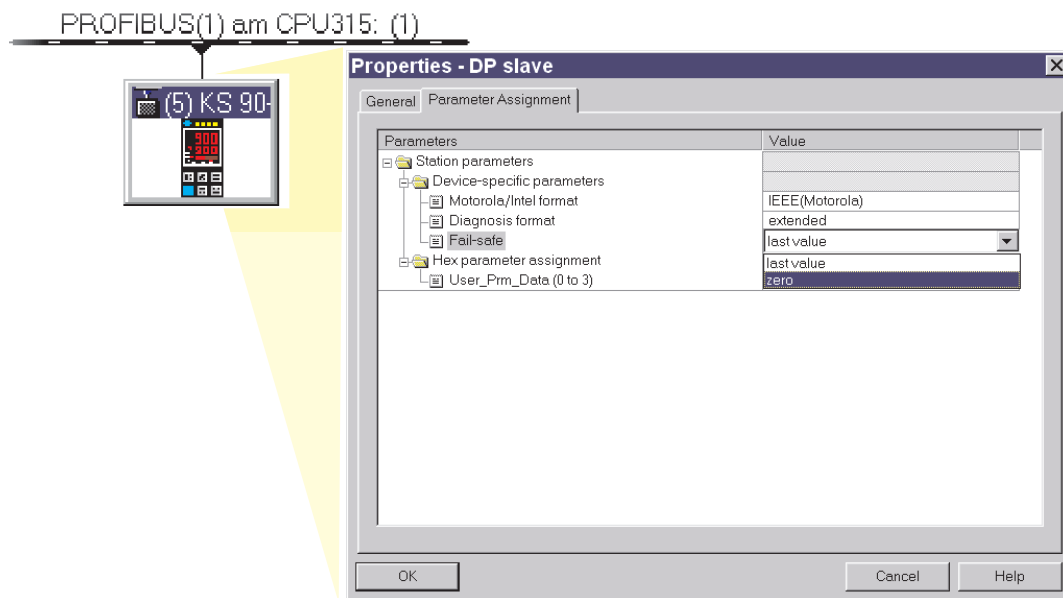 PROFIBUS(1) am CPU315: (1)
(5) KS 90-
900
Properties - DP slave
General Parameter Assignment
Parameters Value
Station parameters
Device-specific parameters
Motorola/Intel format IEEE(Motorola)
Diagnosis format extended
Fail-safe last value
Hex parameter assignment last value
User_Prm_Data (0 to 3) zero
OK Cancel Help